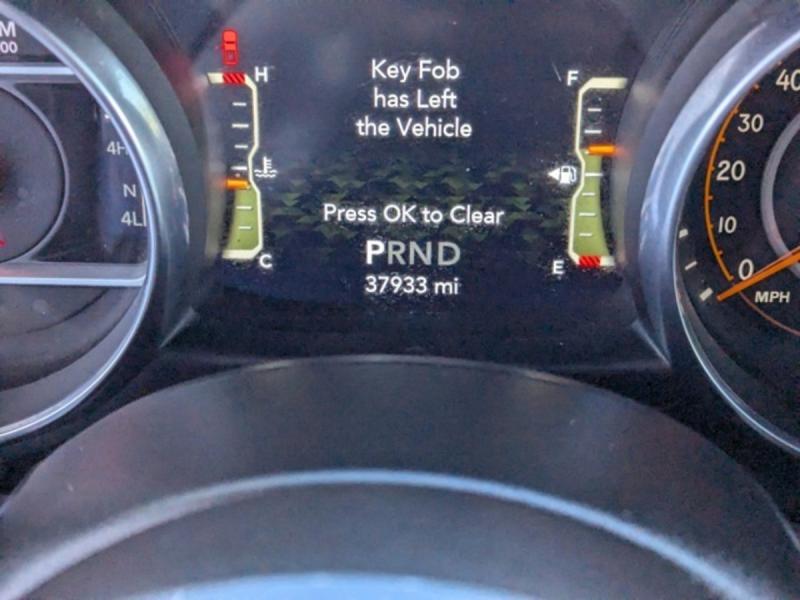 M
00
4H
N
4L
H
C
Key Fob
has Left
the Vehicle
Press OK to Clear
PRND
37933 mi
F
E
40
30
20
10
0
MPH